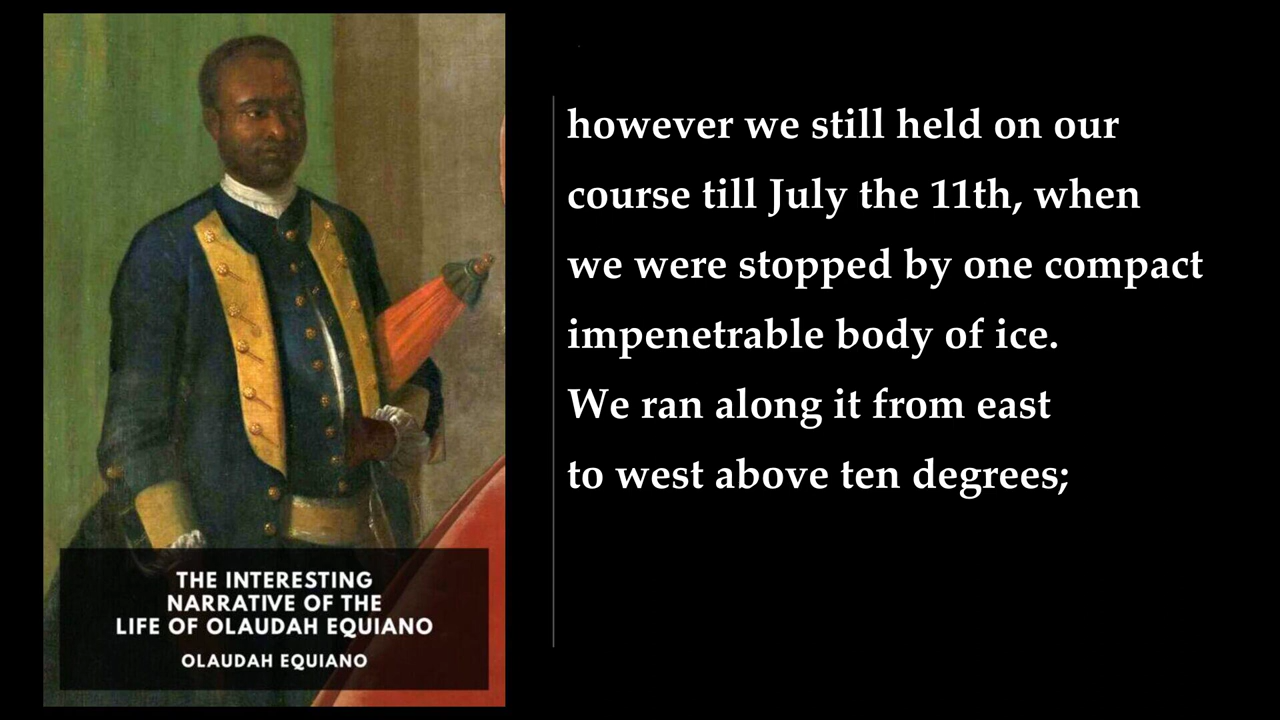 however we still held on our
course till July the 11th, when
we were stopped by one compact
impenetrable body of ice.
We ran along it from east
to west above ten degrees;
THE INTERESTING
NARRATIVE OF THE
LIFE OF OLAUDAH EQUIANO
OLAUDAH EQUIANO